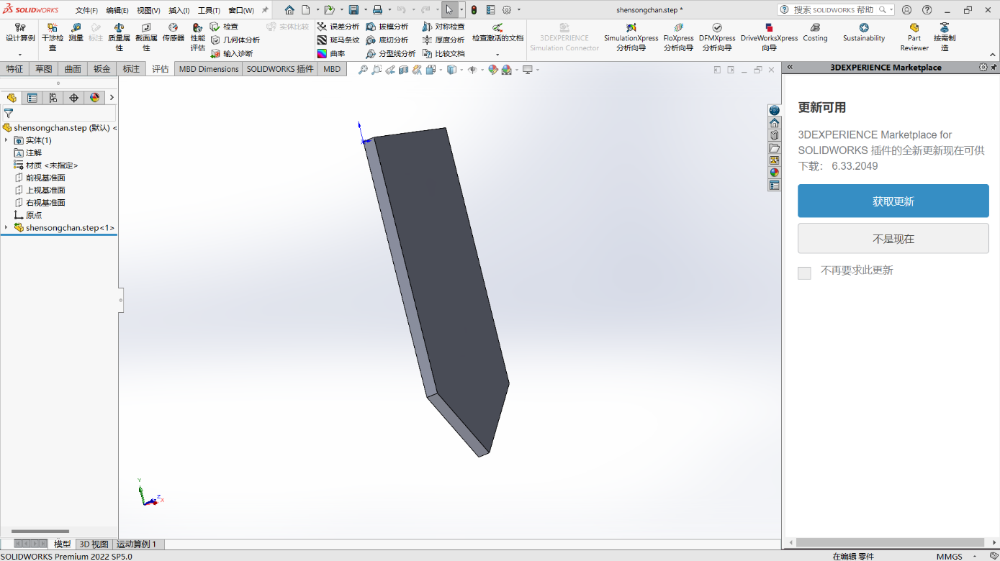 SOLIDWORKS 文件(F) 编辑(E) 视图(V) 插入(I) 工具(T) 窗口(W) shensongchan.step * 搜索 SOLIDWORKS 帮助
设计算例 干涉检查 测量 标注 质量属性 截面属性 传感器 性能评估
检查 实体比较
几何体分析
输入诊断
误差分析 拔模分析 对称检查
斑马条纹 底切分析 厚度分析
曲率 分型线分析 比较文档
检查激活的文档
3DEXPERIENCE Simulation Connector
SimulationXpress 分析向导
FloXpress 分析向导
DFMXpress 分析向导
DriveWorksXpress 向导
Costing
Sustainability
Part Reviewer
按需制造
特征 草图 曲面 钣金 标注 评估 MBD Dimensions SOLIDWORKS 插件 MBD
shensongchan.step (默认) <
实体(1)
注解
材质 <未指定>
前视基准面
上视基准面
右视基准面
原点
shensongchan.step<1>
Y
Z
X
3DEXPERIENCE Marketplace
更新可用
3DEXPERIENCE Marketplace for
SOLIDWORKS 插件的全新更新现在可供
下载： 6.33.2049
获取更新
不是现在
不再要求此更新
模型 3D 视图 运动算例 1
SOLIDWORKS Premium 2022 SP5.0 在编辑 零件 MMGS